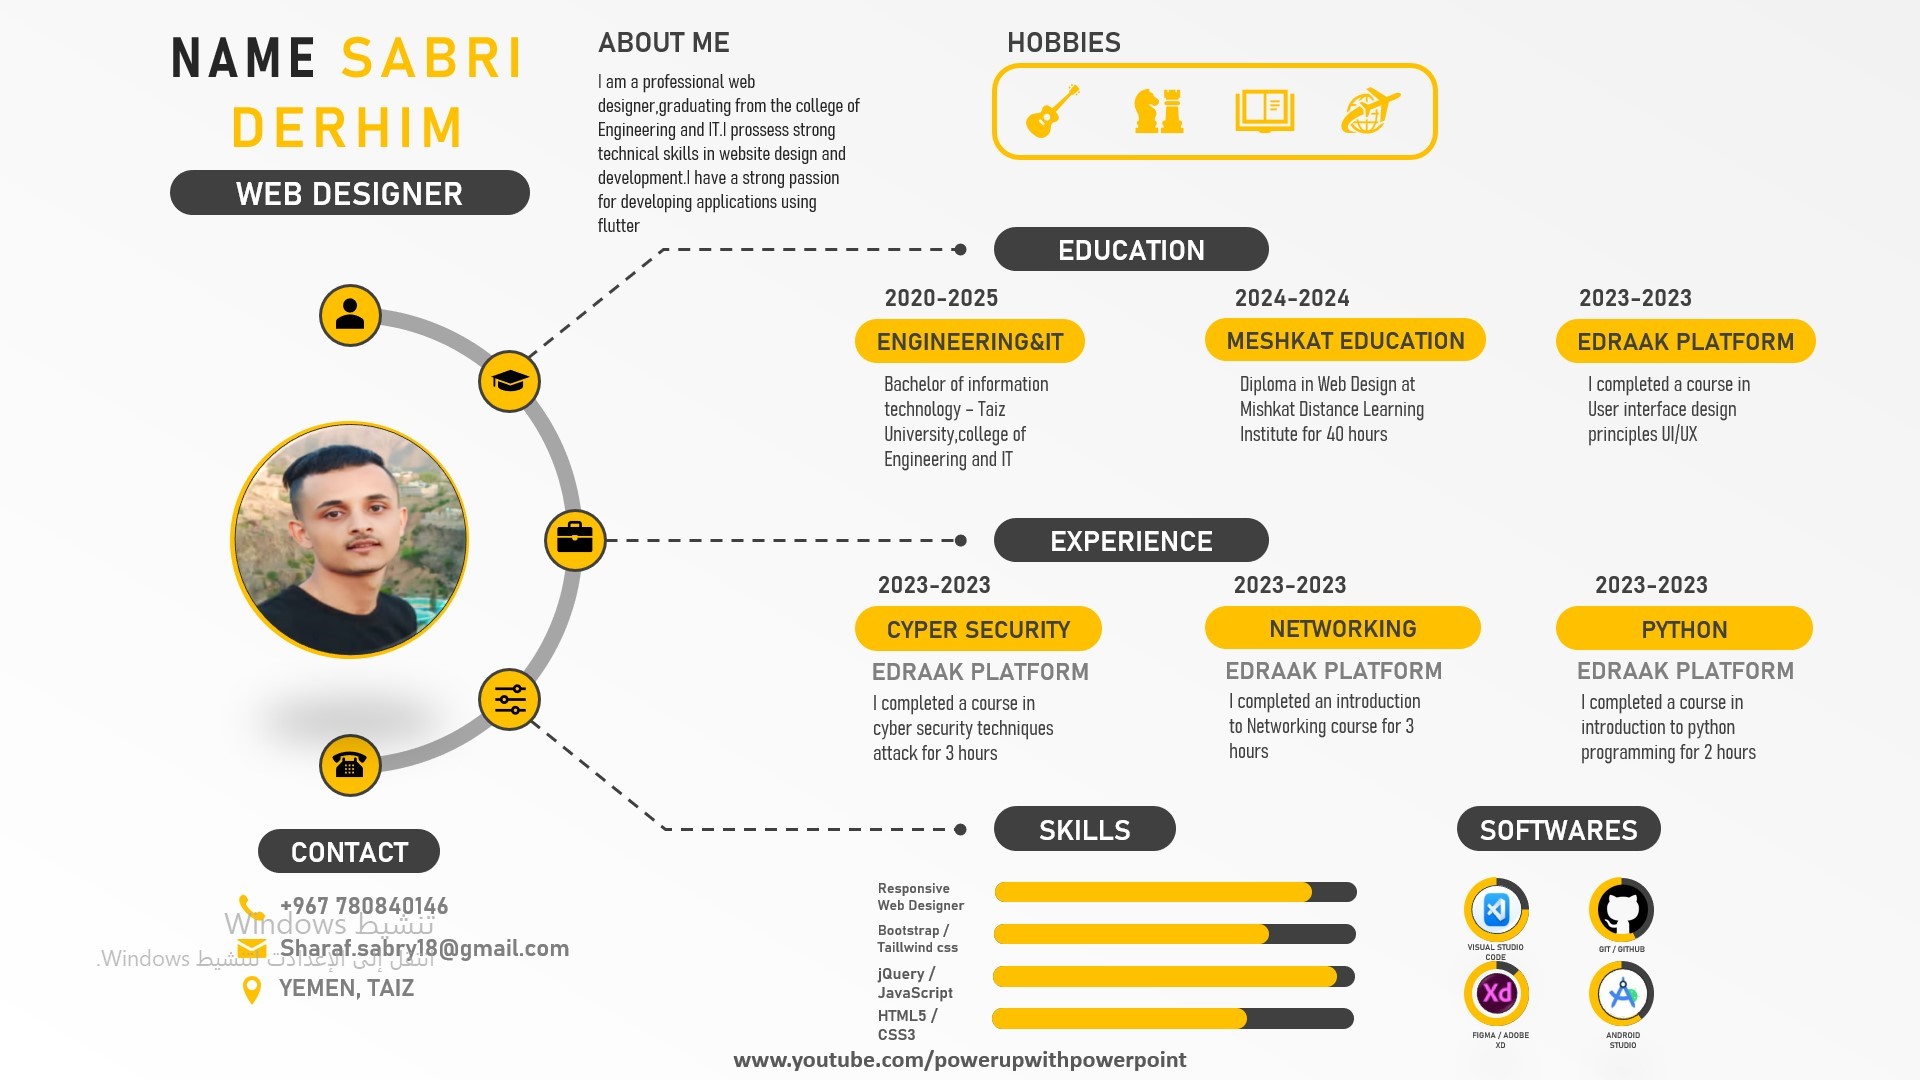 NAME SABRI
DERHIM
WEB DESIGNER
ABOUT ME
I am a professional web
designer,graduating from the college of
Engineering and IT.I prossess strong
technical skills in website design and
development.I have a strong passion
for developing applications using
flutter
HOBBIES
EDUCATION
2020-2025
ENGINEERING&IT
Bachelor of information
technology – Taiz
University,college of
Engineering and IT
2024-2024
MESHKAT EDUCATION
Diploma in Web Design at
Mishkat Distance Learning
Institute for 40 hours
2023-2023
EDRAAK PLATFORM
I completed a course in
User interface design
principles UI/UX
EXPERIENCE
2023-2023
CYPER SECURITY
EDRAAK PLATFORM
I completed a course in
cyber security techniques
attack for 3 hours
2023-2023
NETWORKING
EDRAAK PLATFORM
I completed an introduction
to Networking course for 3
hours
2023-2023
PYTHON
EDRAAK PLATFORM
I completed a course in
introduction to python
programming for 2 hours
SKILLS
Responsive
Web Designer
Bootstrap /
Taillwind css
jQuery /
JavaScript
HTML5 /
CSS3
SOFTWARES
VISUAL STUDIO
CODE
GIT / GITHUB
Xd
FIGMA / ADOBE
XD
ANDROID
STUDIO
CONTACT
+967 780840146
تنشيط Windows
Sharaf.sabry18@gmail.com
انتقل إلى الإعدادت لتنشيط Windows.
YEMEN, TAIZ
www.youtube.com/powerupwithpowerpoint